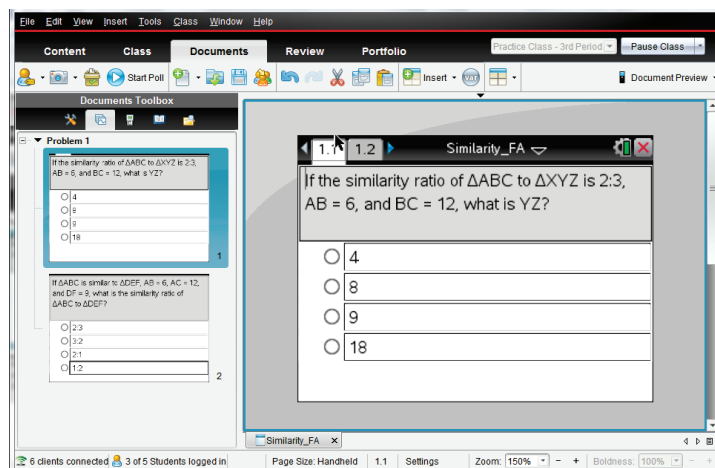 File Edit View Insert Tools Class Window Help
Content Class Documents Review Portfolio
Practice Class - 3rd Period
Pause Class
Start Poll
Insert
Document Preview
Documents Toolbox
Problem 1
If the similarity ratio of ΔABC to ΔXYZ is 2:3,
AB = 6, and BC = 12, what is YZ?
4
8
9
18
1
If ΔABC is similar to ΔDEF, AB = 6, AC = 12,
and DF = 9, what is the similarity ratio of
ΔABC to ΔDEF?
2:3
3:2
2:1
1:2
2
1.1 1.2 Similarity_FA
If the similarity ratio of ΔABC to ΔXYZ is 2:3,
AB = 6, and BC = 12, what is YZ?
4
8
9
18
Similarity_FA
6 clients connected 3 of 5 Students logged in
Page Size: Handheld 1.1 Settings Zoom: 150% - + Boldness: 100% - +